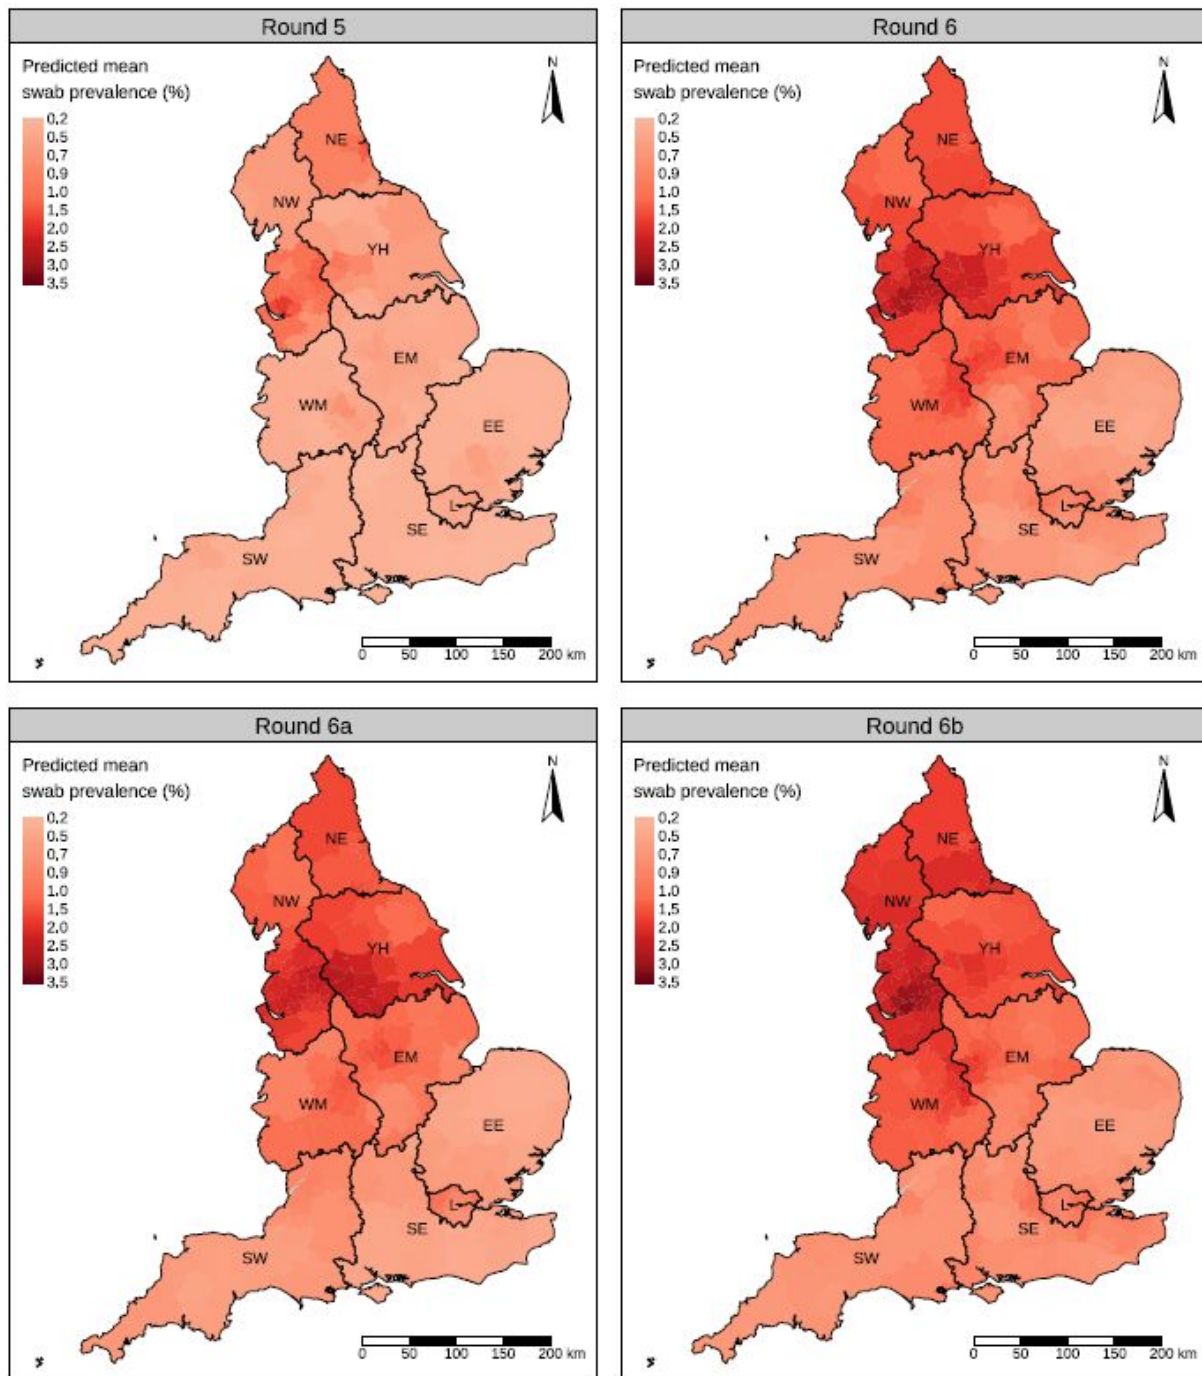 Round 5
Predicted mean
swab prevalence (%)
0.2
0.5
0.7
0.9
1.0
1.5
2.0
2.5
3.0
3.5
N
NE
NW
YH
EM
WM
EE
L
SE
SW
0 50 100 150 200 km
Round 6
Predicted mean
swab prevalence (%)
0.2
0.5
0.7
0.9
1.0
1.5
2.0
2.5
3.0
3.5
N
NE
NW
YH
EM
WM
EE
L
SE
SW
0 50 100 150 200 km
Round 6a
Predicted mean
swab prevalence (%)
0.2
0.5
0.7
0.9
1.0
1.5
2.0
2.5
3.0
3.5
N
NE
NW
YH
EM
WM
EE
L
SE
SW
0 50 100 150 200 km
Round 6b
Predicted mean
swab prevalence (%)
0.2
0.5
0.7
0.9
1.0
1.5
2.0
2.5
3.0
3.5
N
NE
NW
YH
EM
WM
EE
L
SE
SW
0 50 100 150 200 km